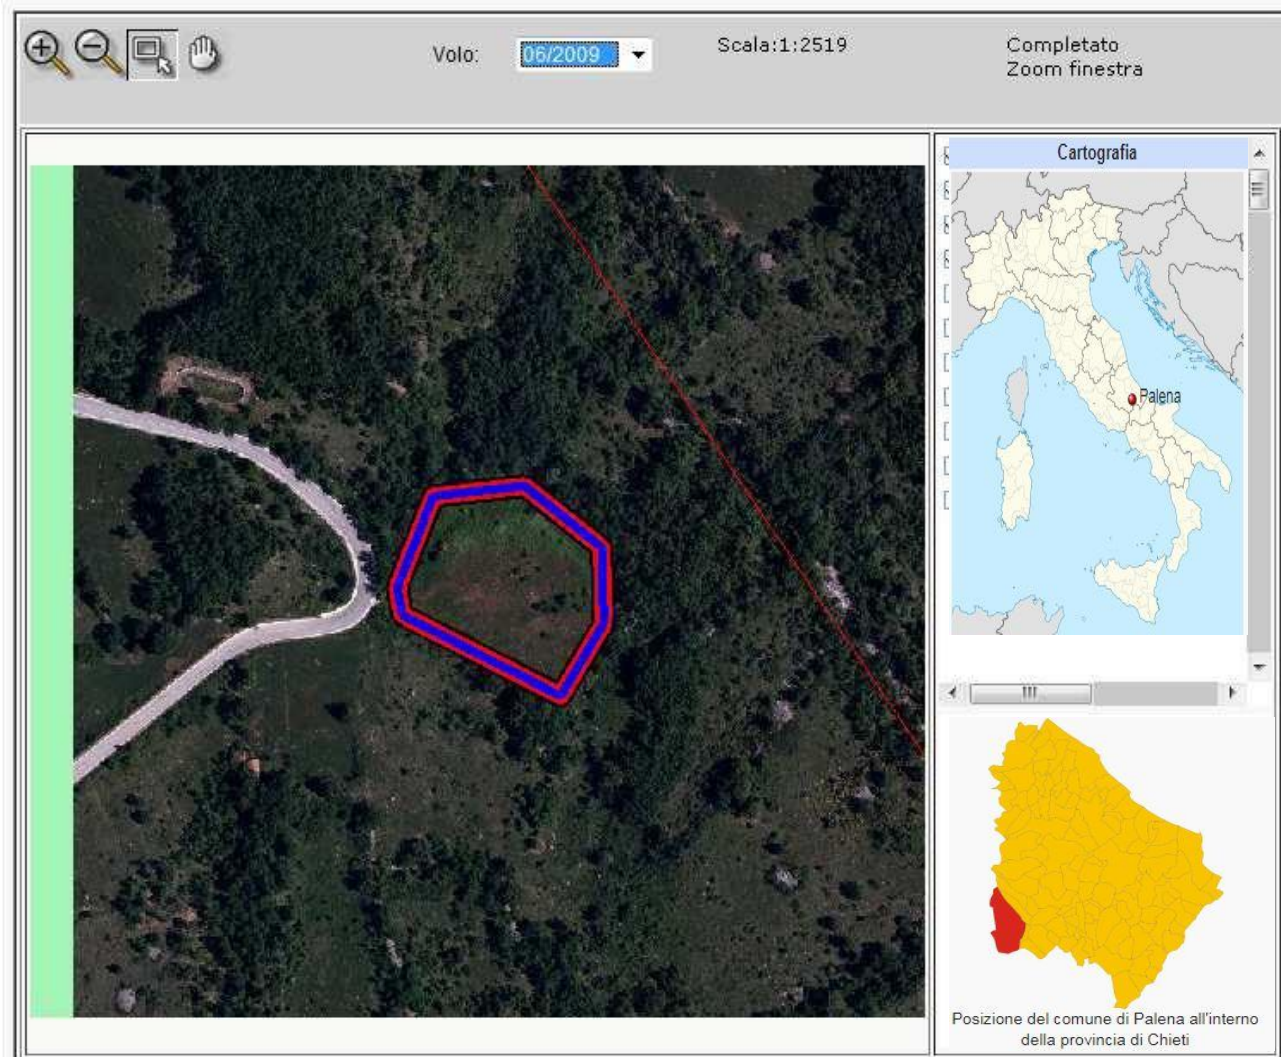 Volo:
06/2009
Scala:1:2519
Completato
Zoom finestra
Cartografia
Palena
Posizione del comune di Palena all'interno
della provincia di Chieti